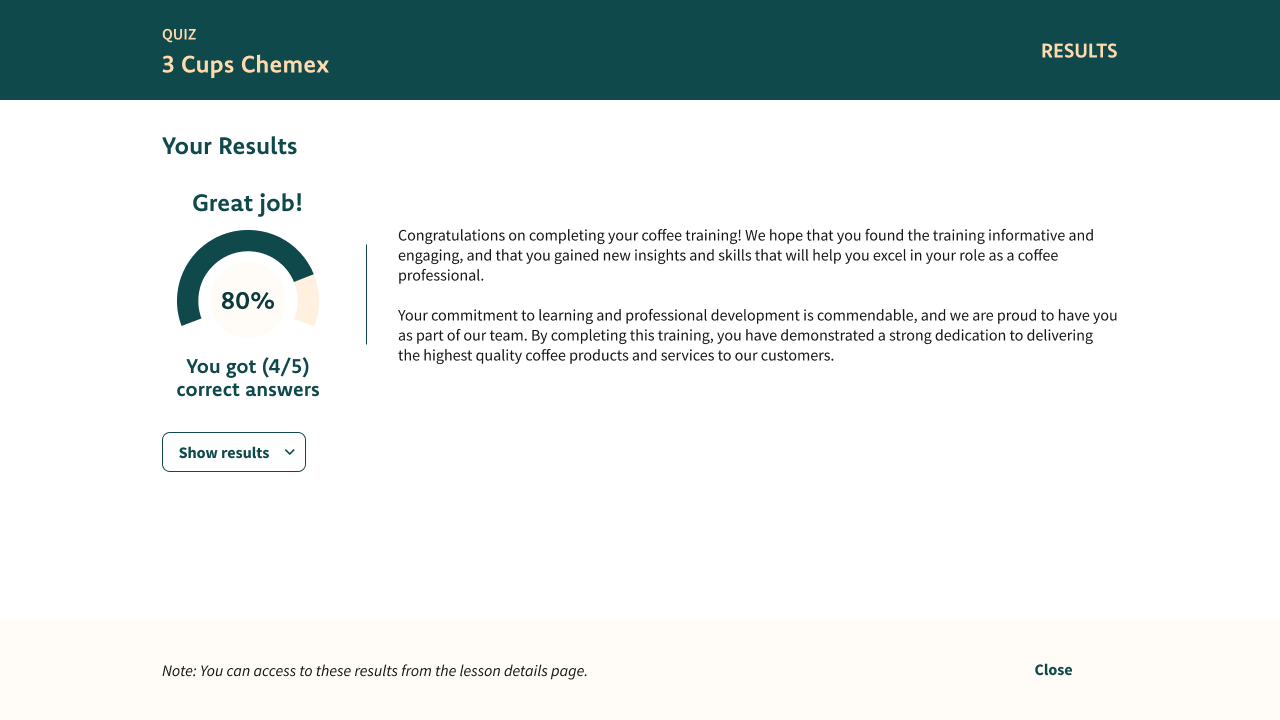 QUIZ
3 Cups Chemex
RESULTS
Your Results
Great job!
80%
You got (4/5)
correct answers
Congratulations on completing your coffee training! We hope that you found the training informative and
engaging, and that you gained new insights and skills that will help you excel in your role as a coffee
professional.
Your commitment to learning and professional development is commendable, and we are proud to have you
as part of our team. By completing this training, you have demonstrated a strong dedication to delivering
the highest quality coffee products and services to our customers.
Show results
Note: You can access to these results from the lesson details page.
Close